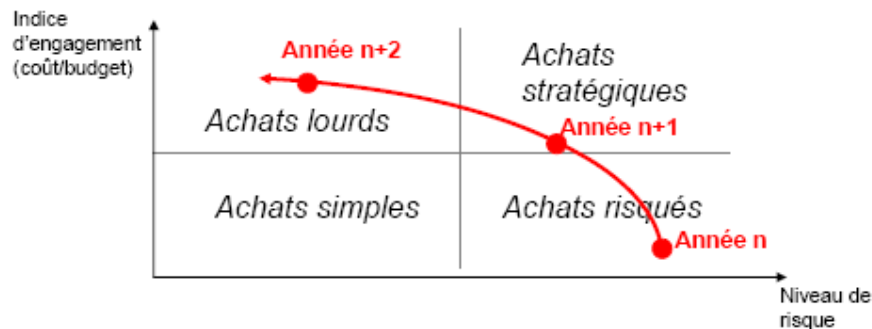 Indice
d'engagement
(coût/budget)
Année n+2
Achats
stratégiques
Achats lourds
Année n+1
Achats simples
Achats risqués
Année n
Niveau de
risque